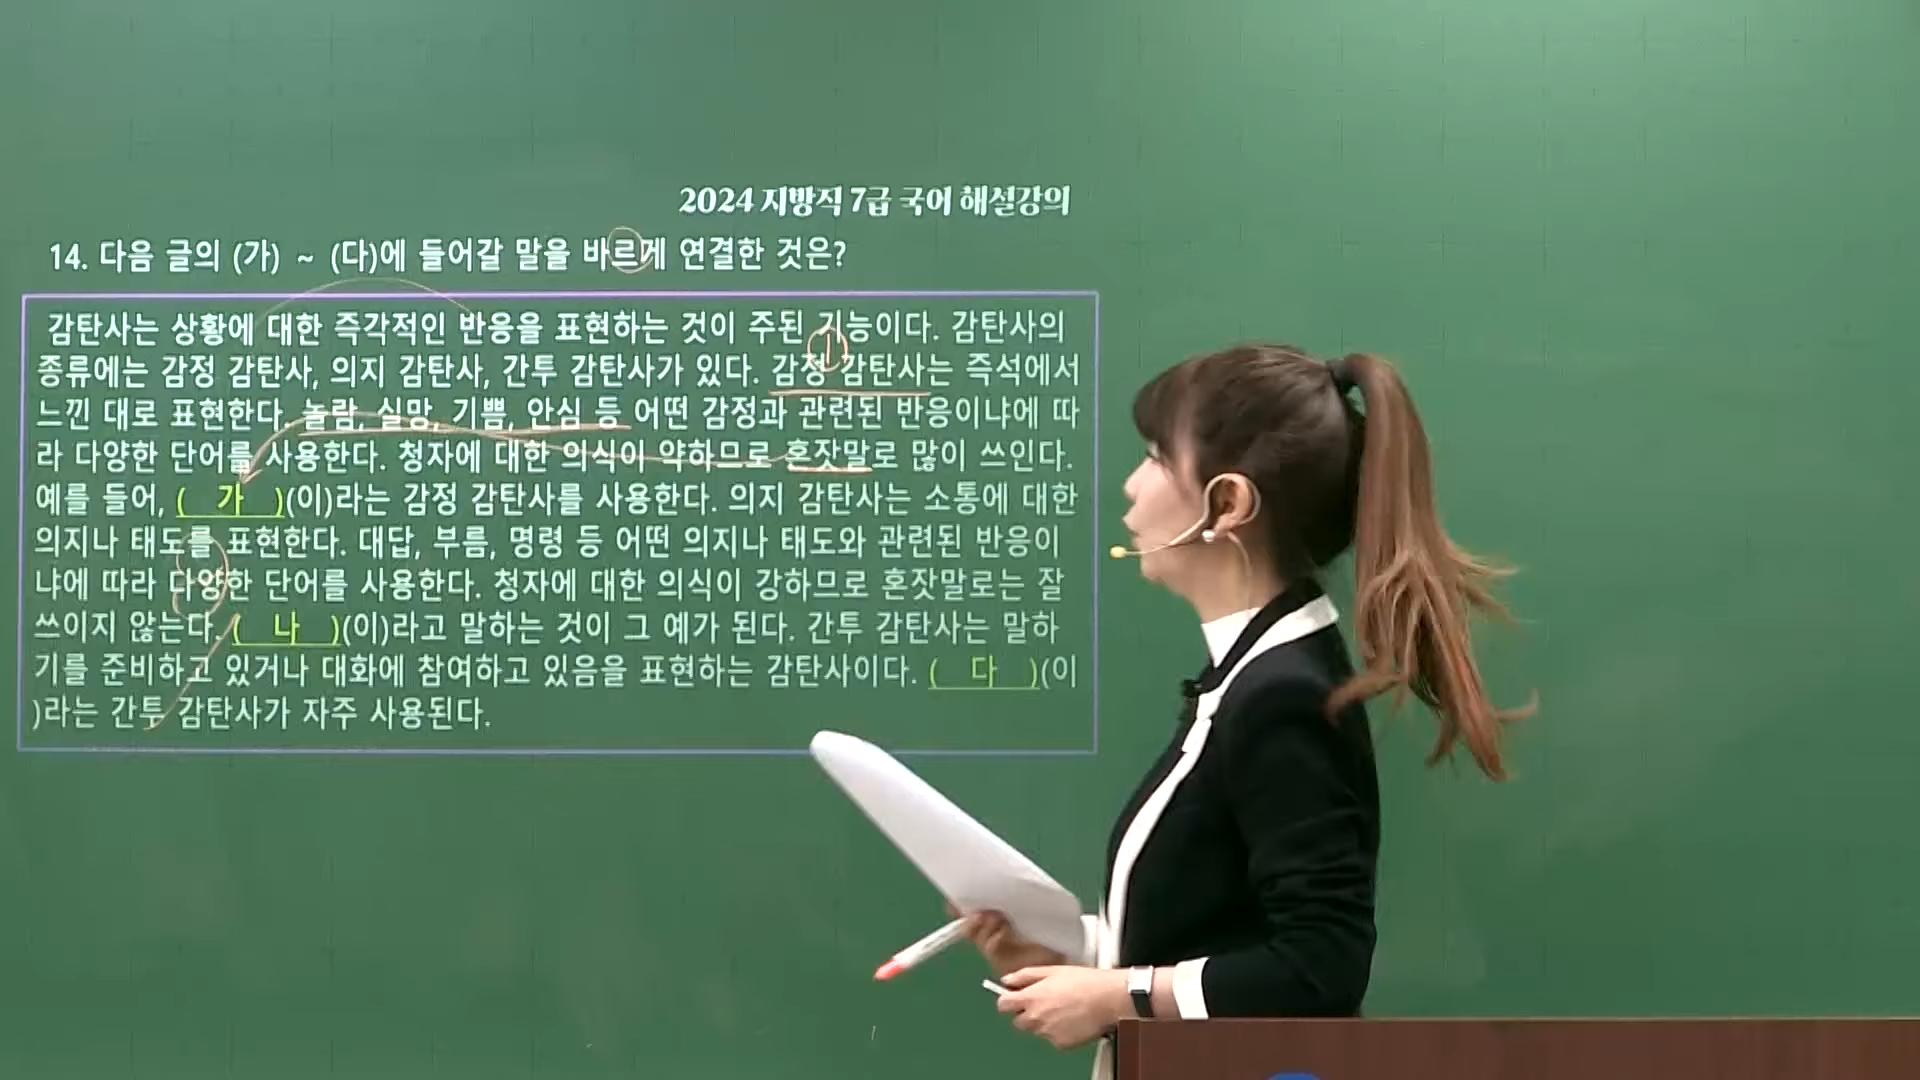 2024 지방직 7급 국어 해설강의
14. 다음 글의 (가) ~ (다)에 들어갈 말을 바르게 연결한 것은?
감탄사는 상황에 대한 즉각적인 반응을 표현하는 것이 주된 기능이다. 감탄사의
종류에는 감정 감탄사, 의지 감탄사, 간투 감탄사가 있다. 감정 감탄사는 즉석에서
느낀 대로 표현한다. 놀람, 실망, 기쁨, 안심 등 어떤 감정과 관련된 반응이냐에 따
라 다양한 단어를 사용한다. 청자에 대한 의식이 약하므로 혼잣말로 많이 쓰인다.
예를 들어, ( 가 )(이)라는 감정 감탄사를 사용한다. 의지 감탄사는 소통에 대한
의지나 태도를 표현한다. 대답, 부름, 명령 등 어떤 의지나 태도와 관련된 반응이
냐에 따라 다양한 단어를 사용한다. 청자에 대한 의식이 강하므로 혼잣말로는 잘
쓰이지 않는다. ( 나 )(이)라고 말하는 것이 그 예가 된다. 간투 감탄사는 말하
기를 준비하고 있거나 대화에 참여하고 있음을 표현하는 감탄사이다. ( 다 )(이
)라는 간투 감탄사가 자주 사용된다.